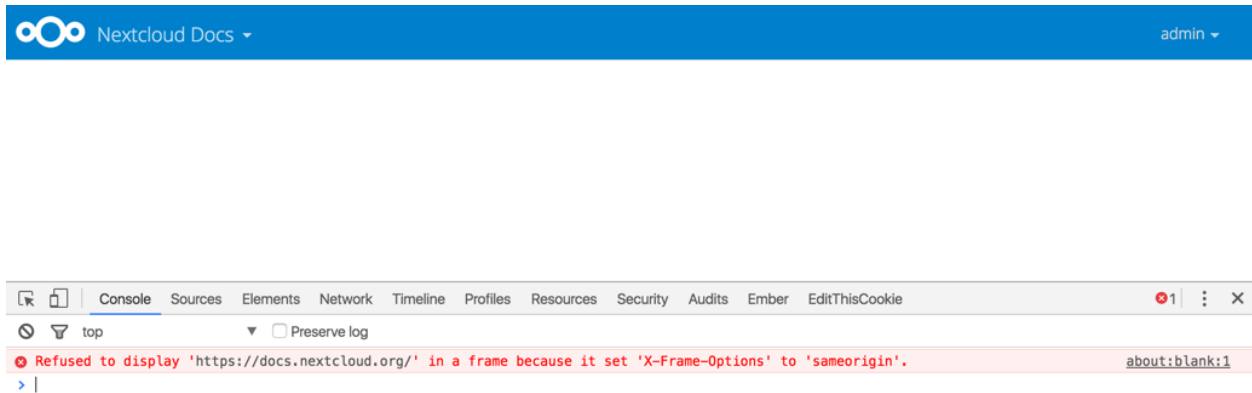 Nextcloud Docs admin
Console Sources Elements Network Timeline Profiles Resources Security Audits Ember EditThisCookie 1
top Preserve log
Refused to display 'https://docs.nextcloud.org/' in a frame because it set 'X-Frame-Options' to 'sameorigin'. about:blank:1
>